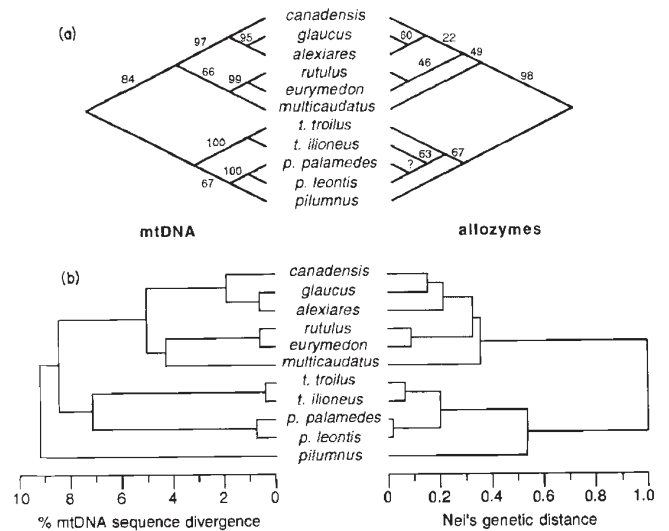 (a)
canadensis
glaucus
alexiares
rutulus
eurymedon
multicaudatus
t. troilus
t. ilioneus
p. palamedes
p. leontis
pilumnus
97
95
84
66
99
100
100
67
60
22
46
49
98
?
63
67
mtDNA
allozymes
(b)
canadensis
glaucus
alexiares
rutulus
eurymedon
multicaudatus
t. troilus
t. ilioneus
p. palamedes
p. leontis
pilumnus
10 8 6 4 2 0
% mtDNA sequence divergence
0 0.2 0.4 0.6 0.8 1.0
Nei's genetic distance